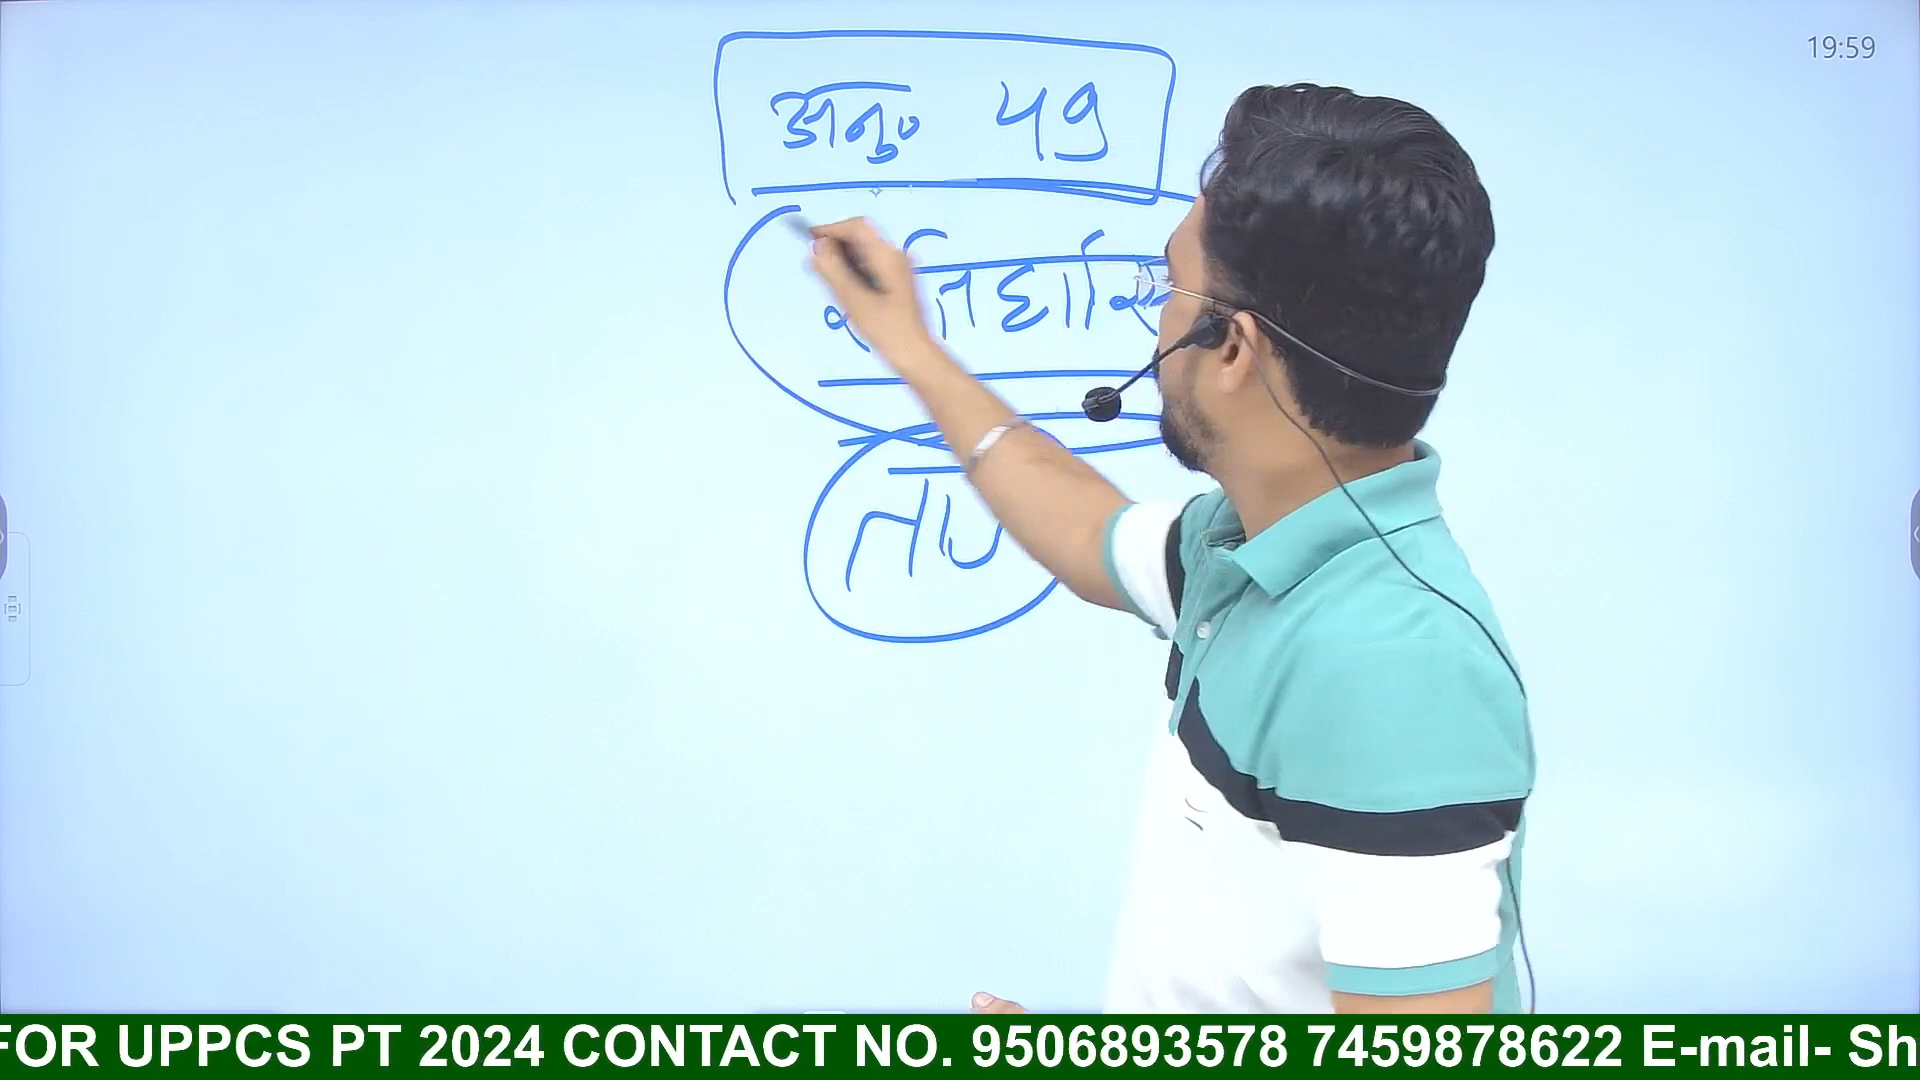 19:59
अनु० 49
FOR UPPCS PT 2024 CONTACT NO. 9506893578 7459878622 E-mail- Sh